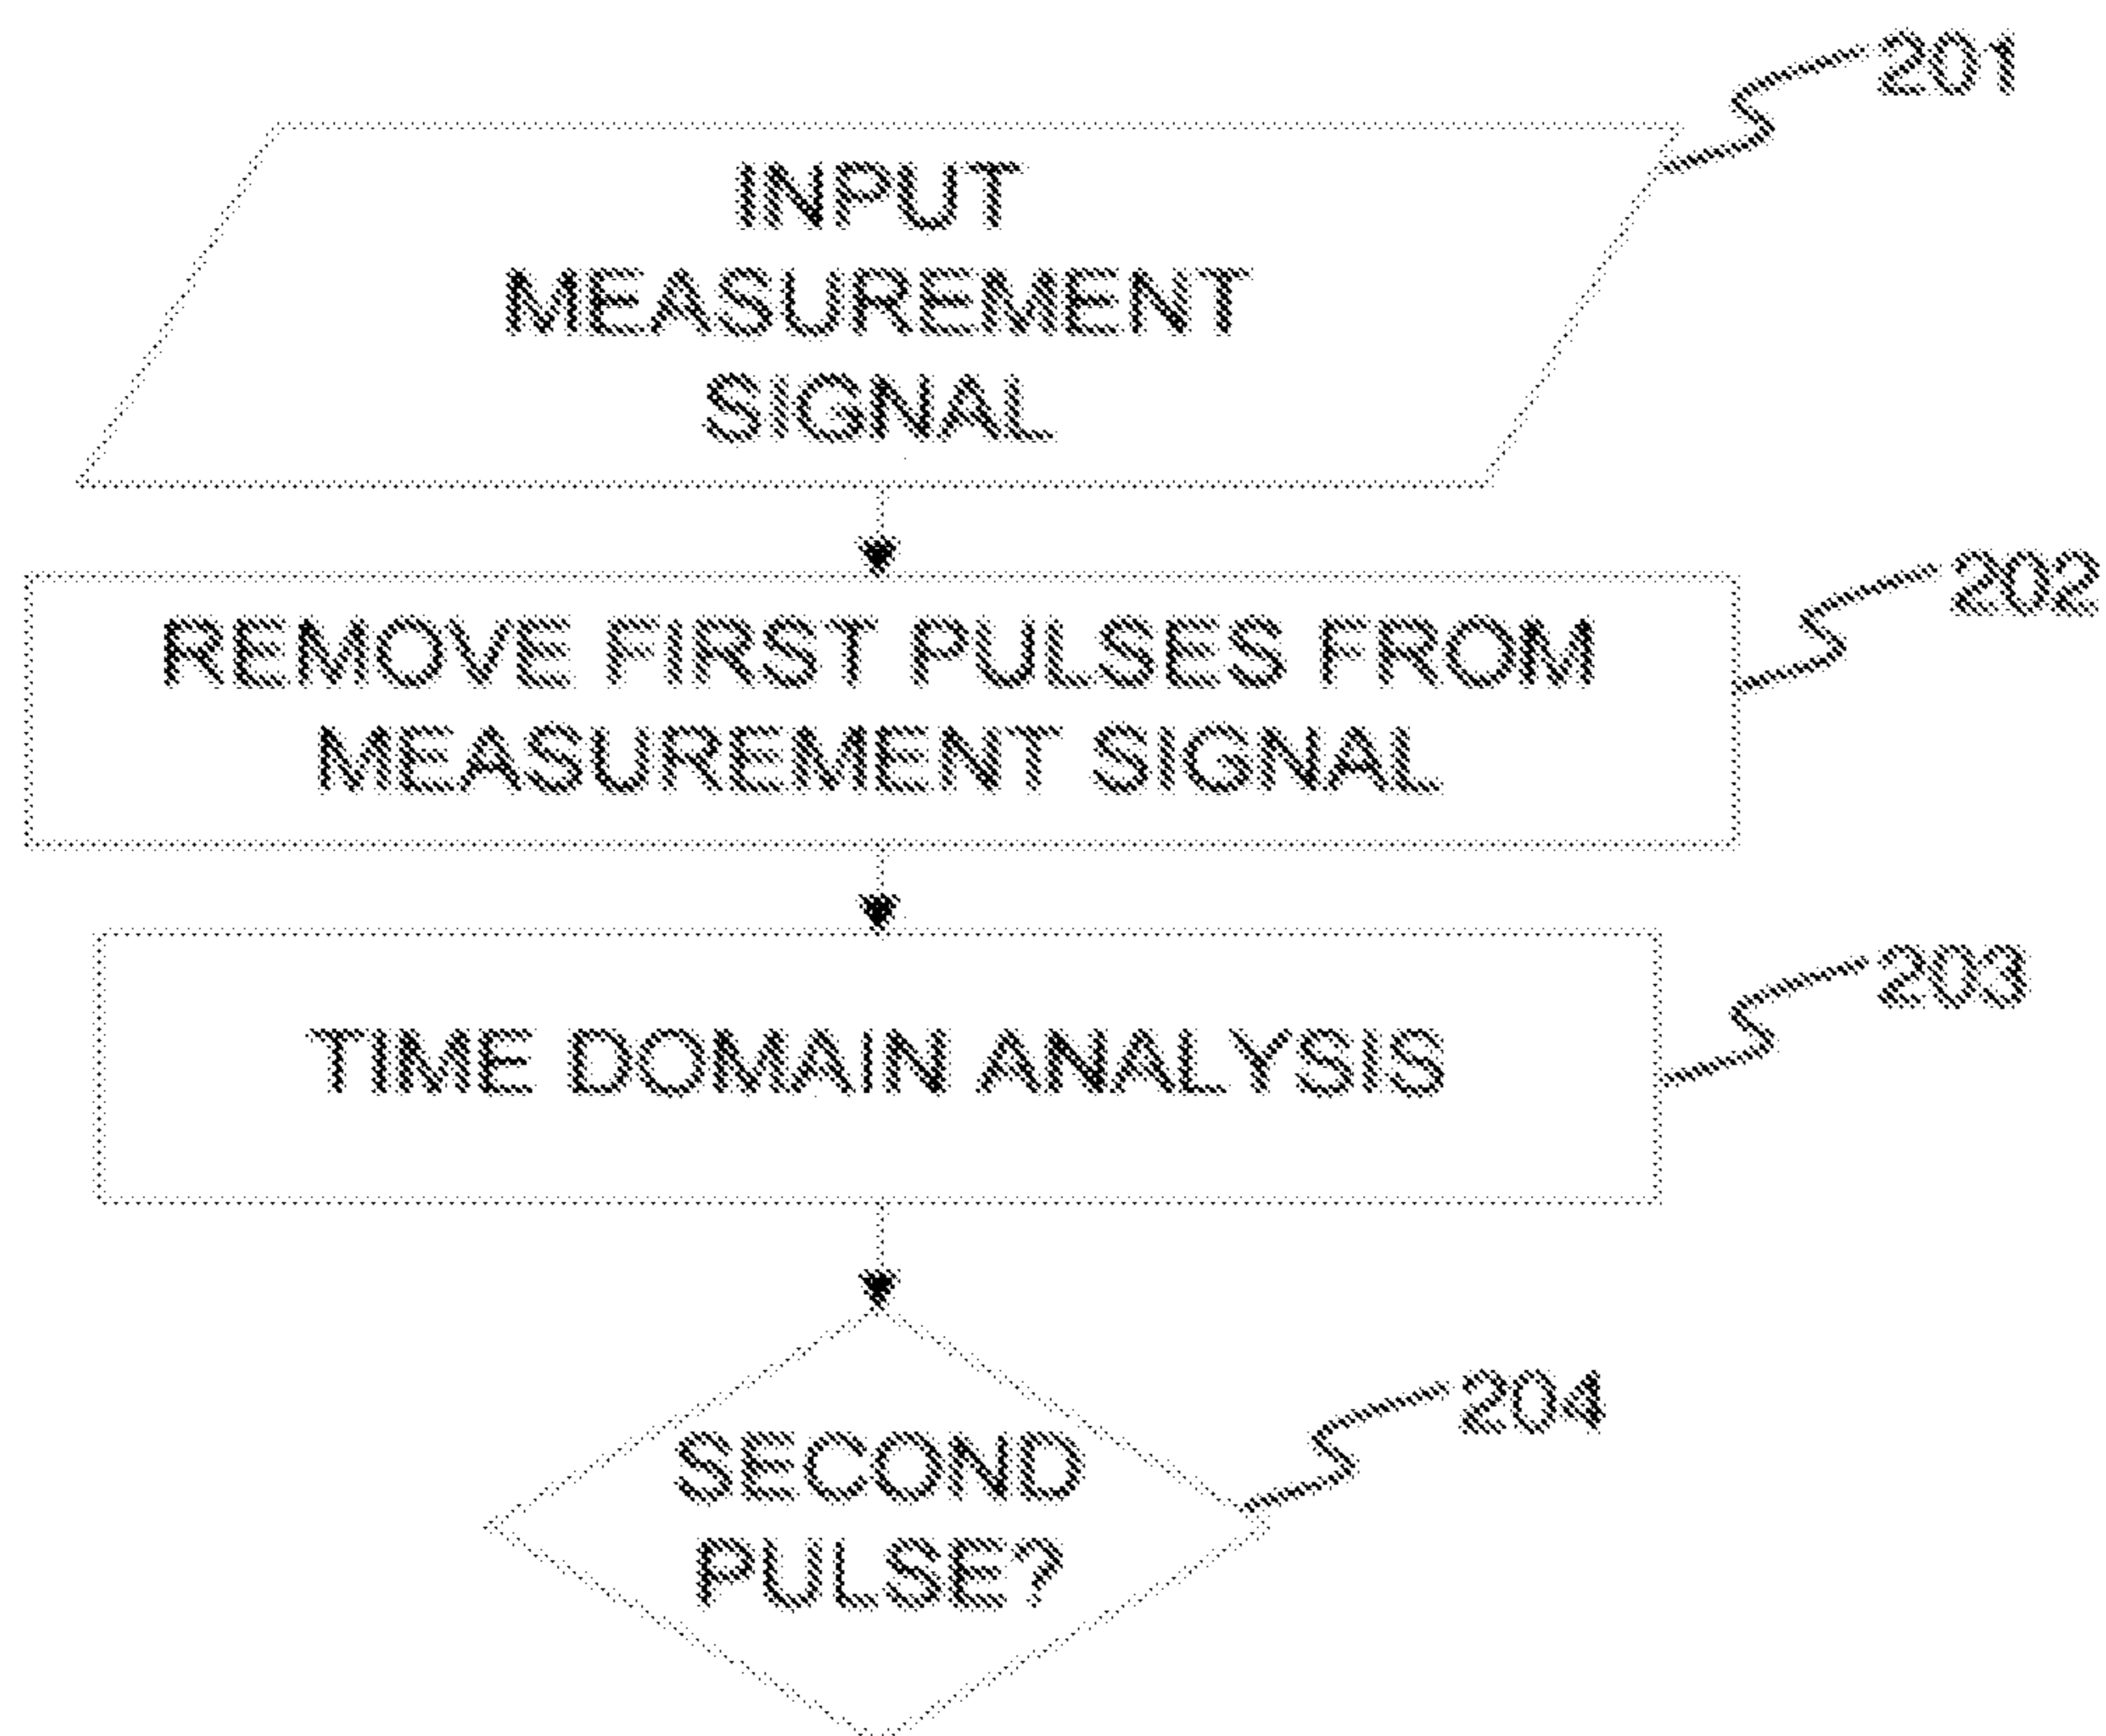 201
INPUT
MEASUREMENT
SIGNAL
202
REMOVE FIRST PULSES FROM
MEASUREMENT SIGNAL
203
TIME DOMAIN ANALYSIS
204
SECOND
PULSE?